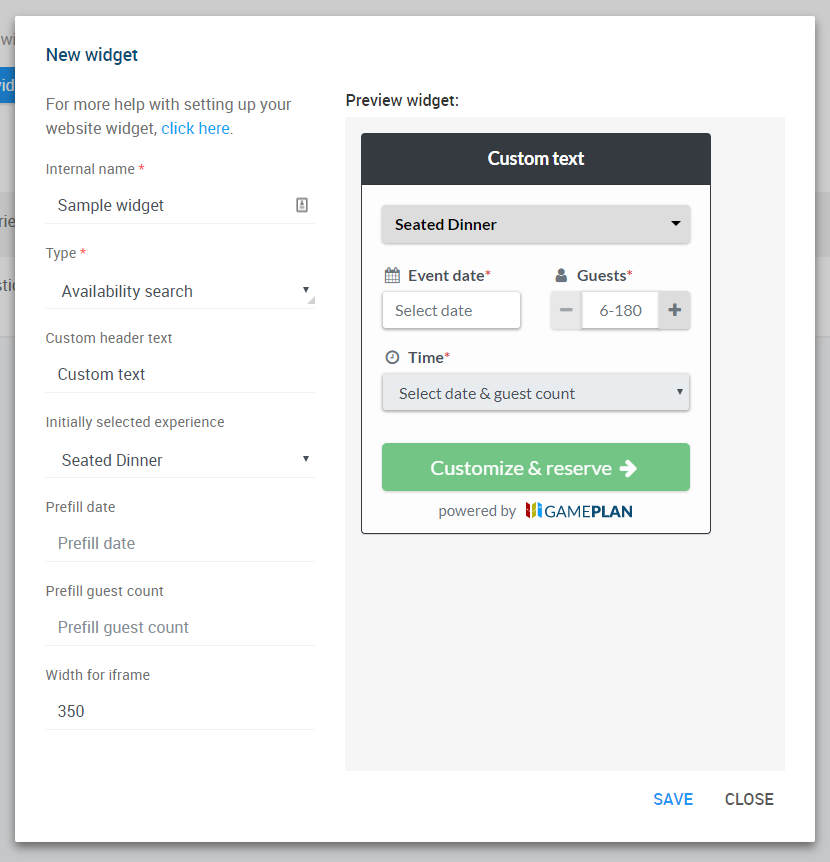 New widget
For more help with setting up your
website widget, click here.
Internal name *
Sample widget
Type *
Availability search
Custom header text
Custom text
Initially selected experience
Seated Dinner
Prefill date
Prefill date
Prefill guest count
Prefill guest count
Width for iframe
350
Preview widget:
Custom text
Seated Dinner
Event date* Guests*
Select date 6-180
Time*
Select date & guest count
Customize & reserve
powered by GAMEPLAN
SAVE CLOSE